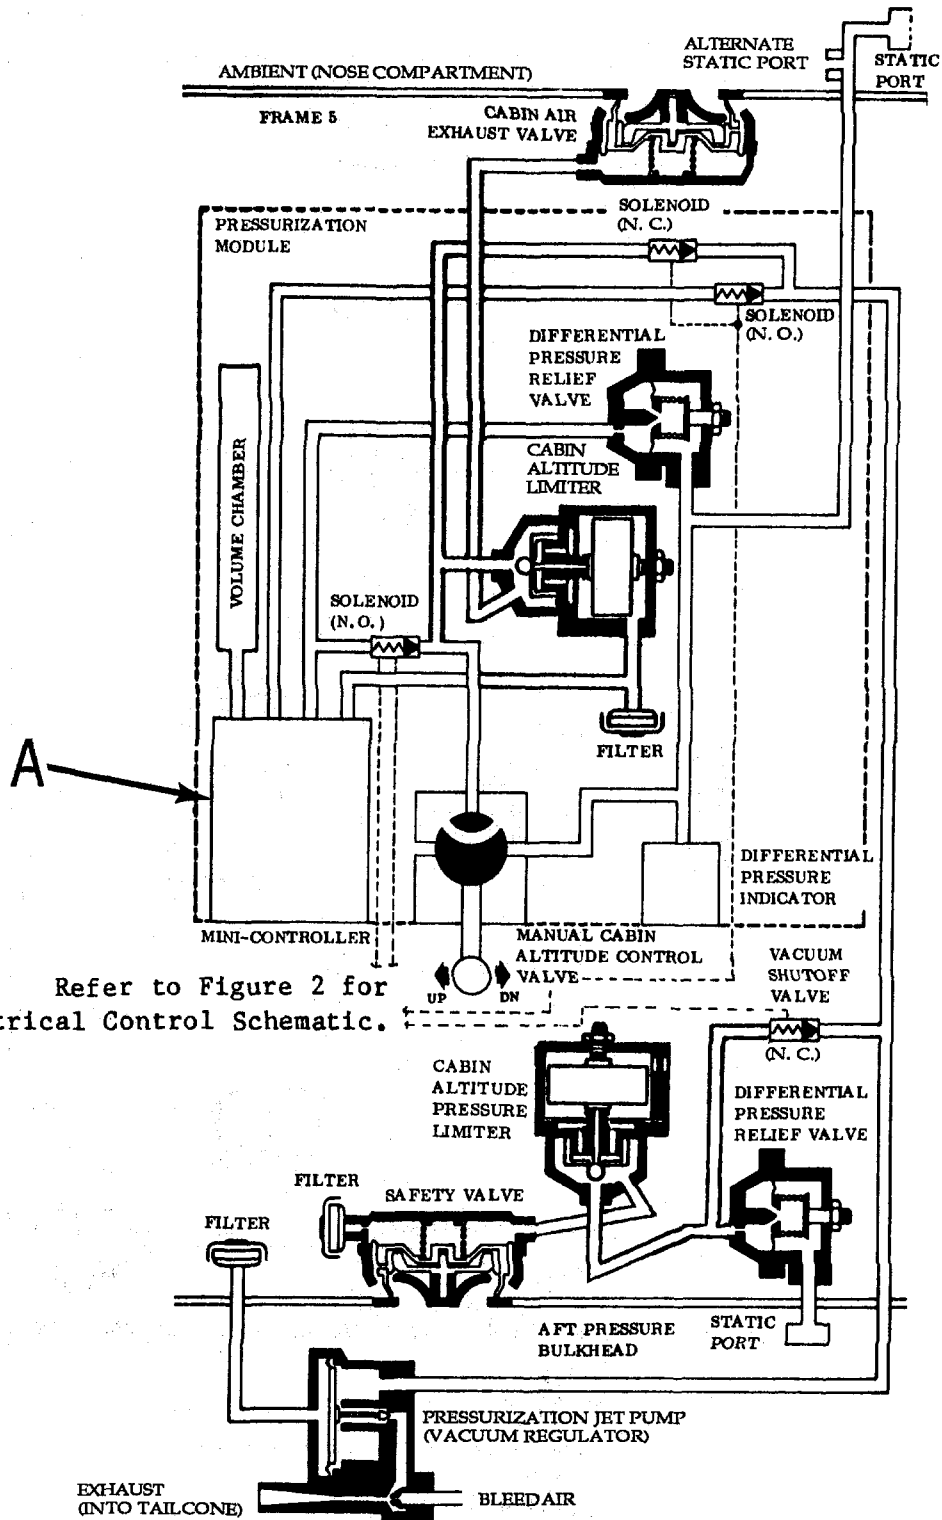 ALTERNATE
STATIC PORT
STATIC
PORT
AMBIENT (NOSE COMPARTMENT)
FRAME 5
CABIN AIR
EXHAUST VALVE
PRESSURIZATION
MODULE
SOLENOID
(N. C.)
SOLENOID
(N. O.)
DIFFERENTIAL
PRESSURE
RELIEF
VALVE
VOLUME CHAMBER
CABIN
ALTITUDE
LIMITER
SOLENOID
(N. O.)
FILTER
A
DIFFERENTIAL
PRESSURE
INDICATOR
MINI-CONTROLLER
MANUAL CABIN
ALTITUDE CONTROL
VALVE
UP
DN
VACUUM
SHUTOFF
VALVE
(N. C.)
Refer to Figure 2 for
trical Control Schematic.
CABIN
ALTITUDE
PRESSURE
LIMITER
DIFFERENTIAL
PRESSURE
RELIEF VALVE
FILTER
SAFETY VALVE
FILTER
AFT PRESSURE
BULKHEAD
STATIC
PORT
PRESSURIZATION JET PUMP
(VACUUM REGULATOR)
EXHAUST
(INTO TAILCONE)
BLEED AIR